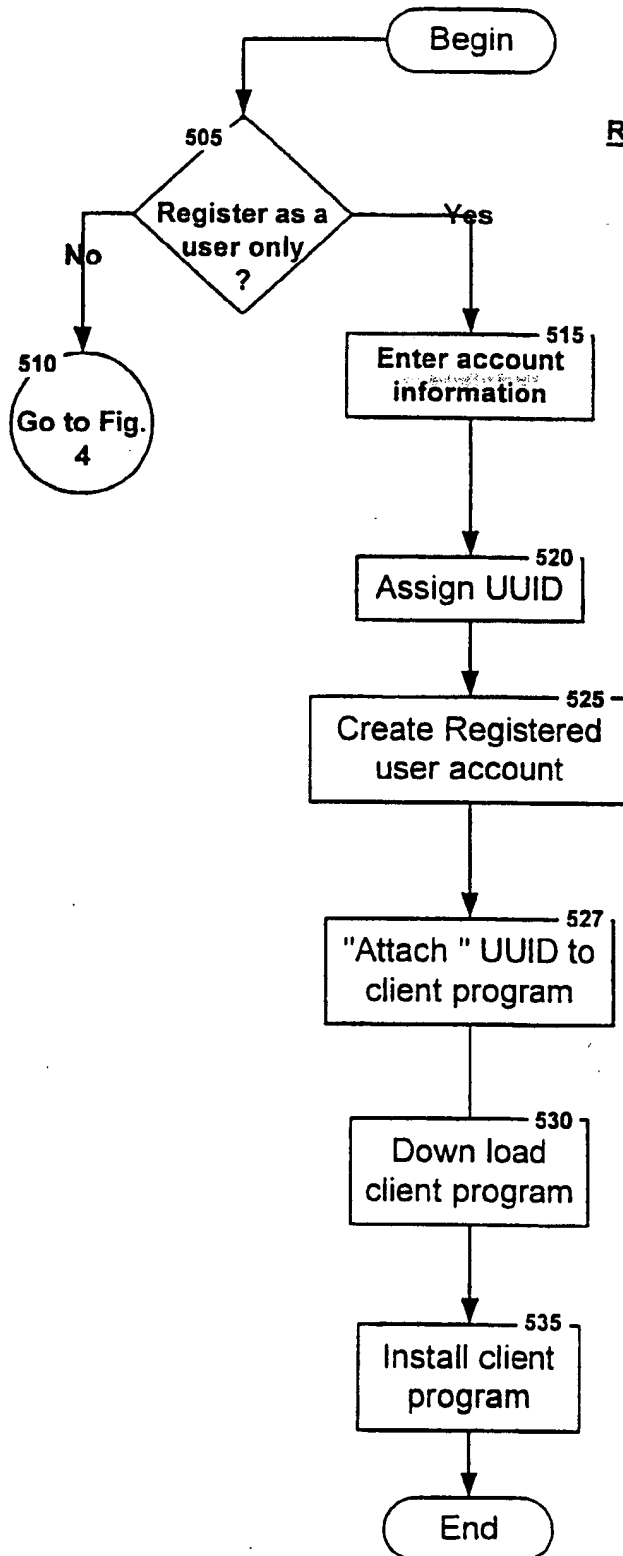 Begin
505
R
Register as a
user only
?
No
Yes
510
Go to Fig.
4
515
Enter account
information
520
Assign UUID
525
Create Registered
user account
527
"Attach " UUID to
client program
530
Down load
client program
535
Install client
program
End